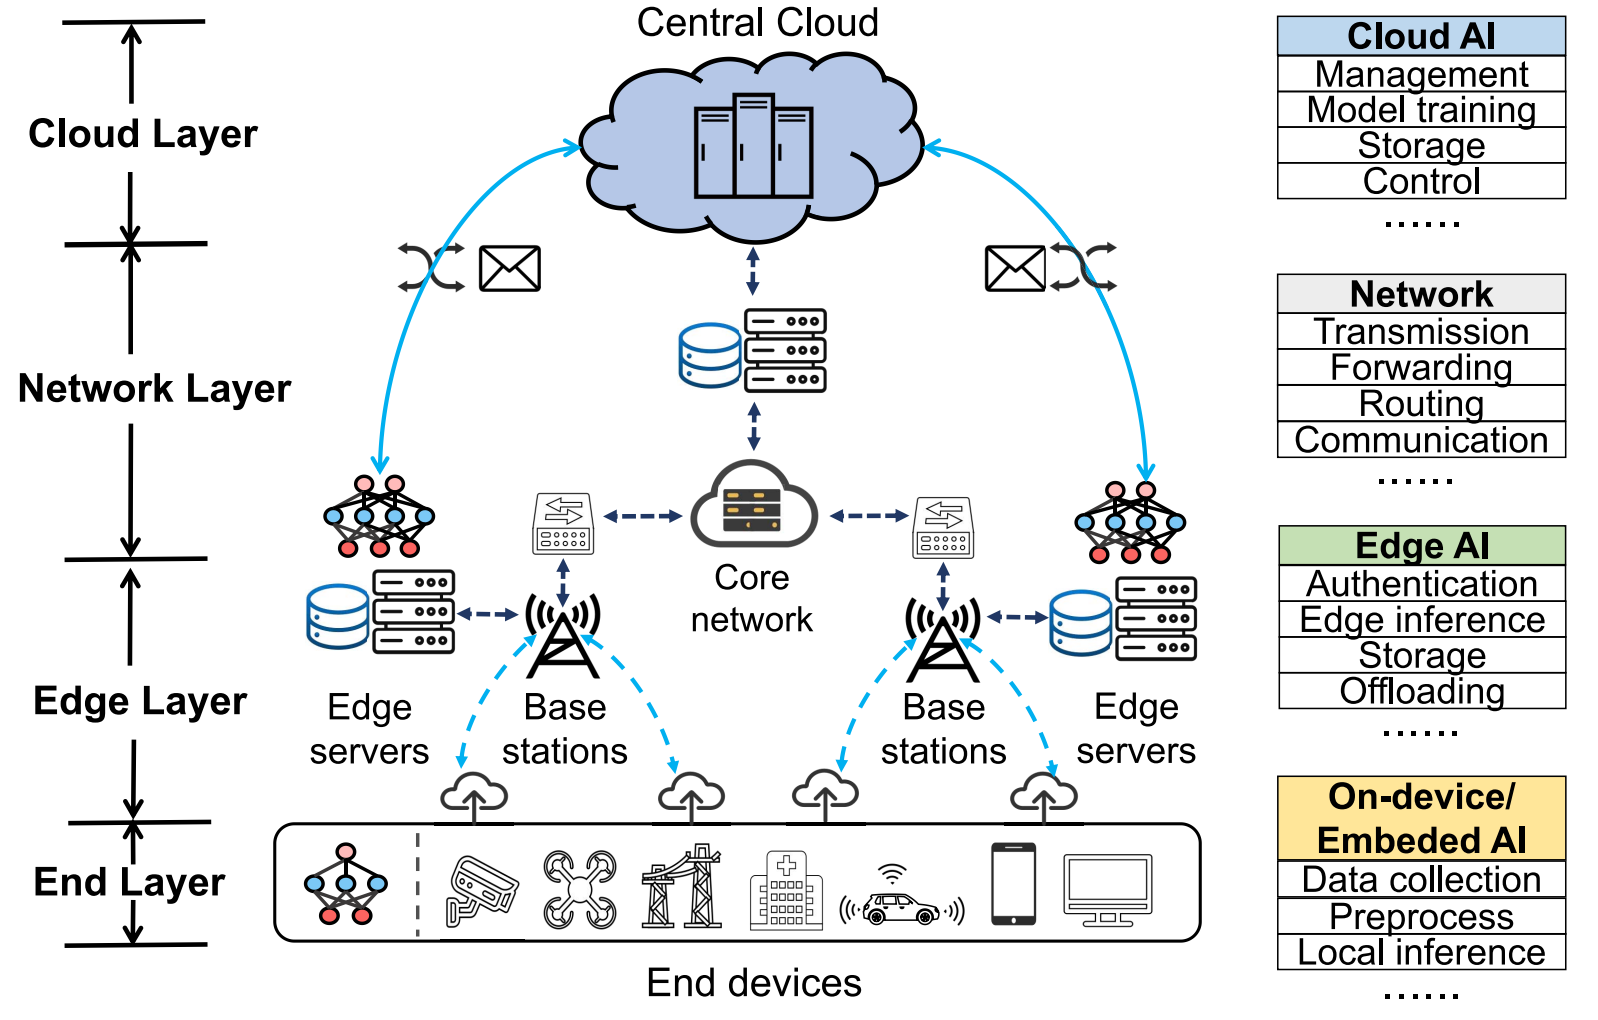 Cloud Layer
Network Layer
Edge Layer
End Layer
Central Cloud
Core
network
Edge
servers
Base
stations
Base
stations
Edge
servers
End devices
Cloud AI
Management
Model training
Storage
Control
......
Network
Transmission
Forwarding
Routing
Communication
......
Edge AI
Authentication
Edge inference
Storage
Offloading
......
On-device/
Embeded AI
Data collection
Preprocess
Local inference
......